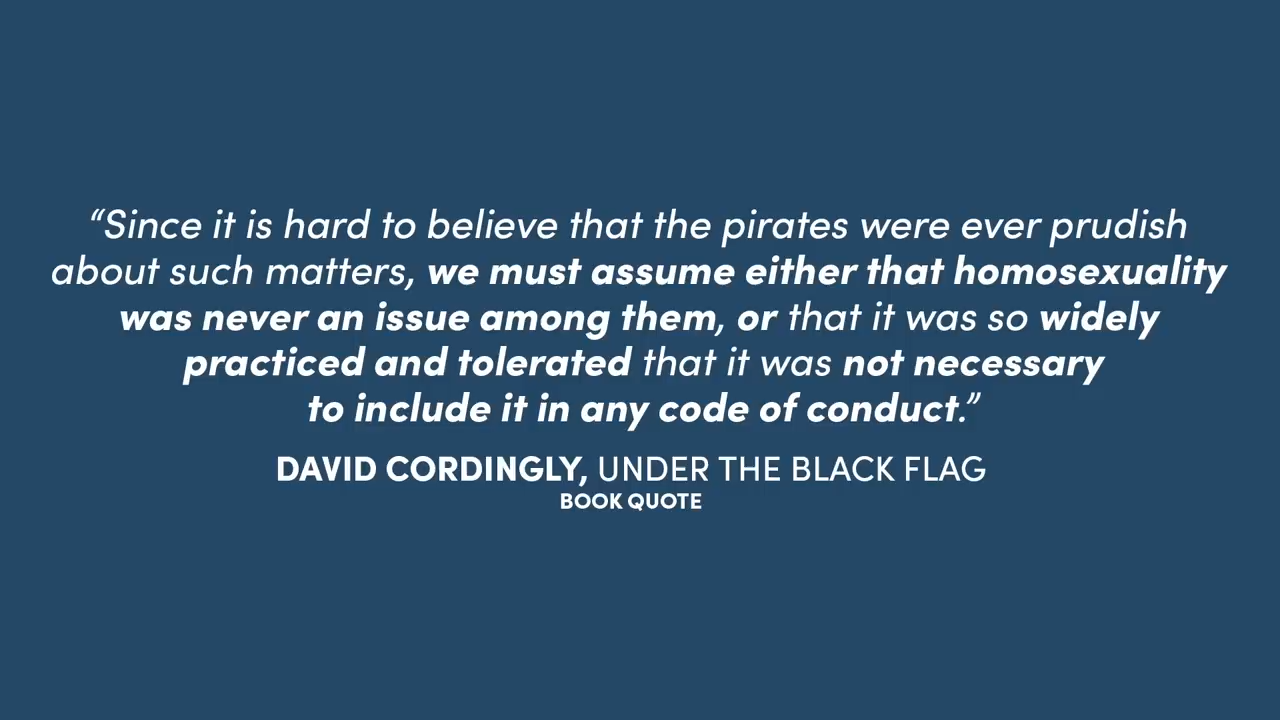 “Since it is hard to believe that the pirates were ever prudish
about such matters, we must assume either that homosexuality
was never an issue among them, or that it was so widely
practiced and tolerated that it was not necessary
to include it in any code of conduct.”
DAVID CORDINGLY, UNDER THE BLACK FLAG
BOOK QUOTE